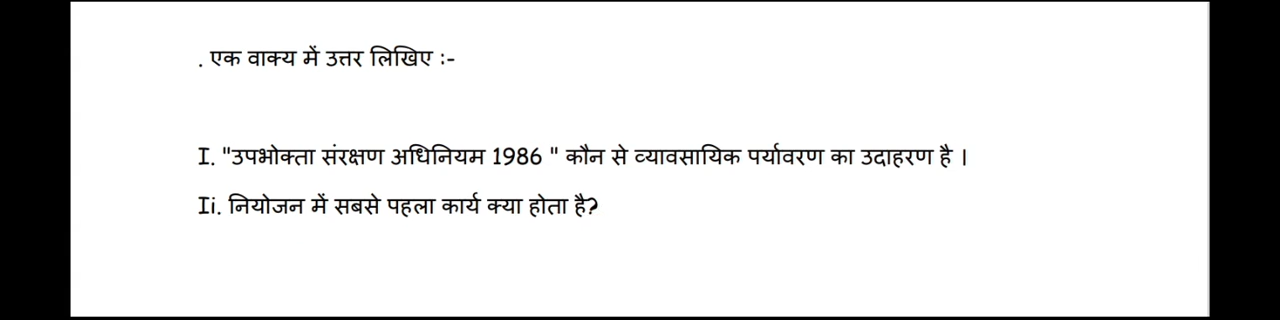 . एक वाक्य में उत्तर लिखिए :-
I. "उपभोक्ता संरक्षण अधिनियम 1986 " कौन से व्यावसायिक पर्यावरण का उदाहरण है ।
Ii. नियोजन में सबसे पहला कार्य क्या होता है?